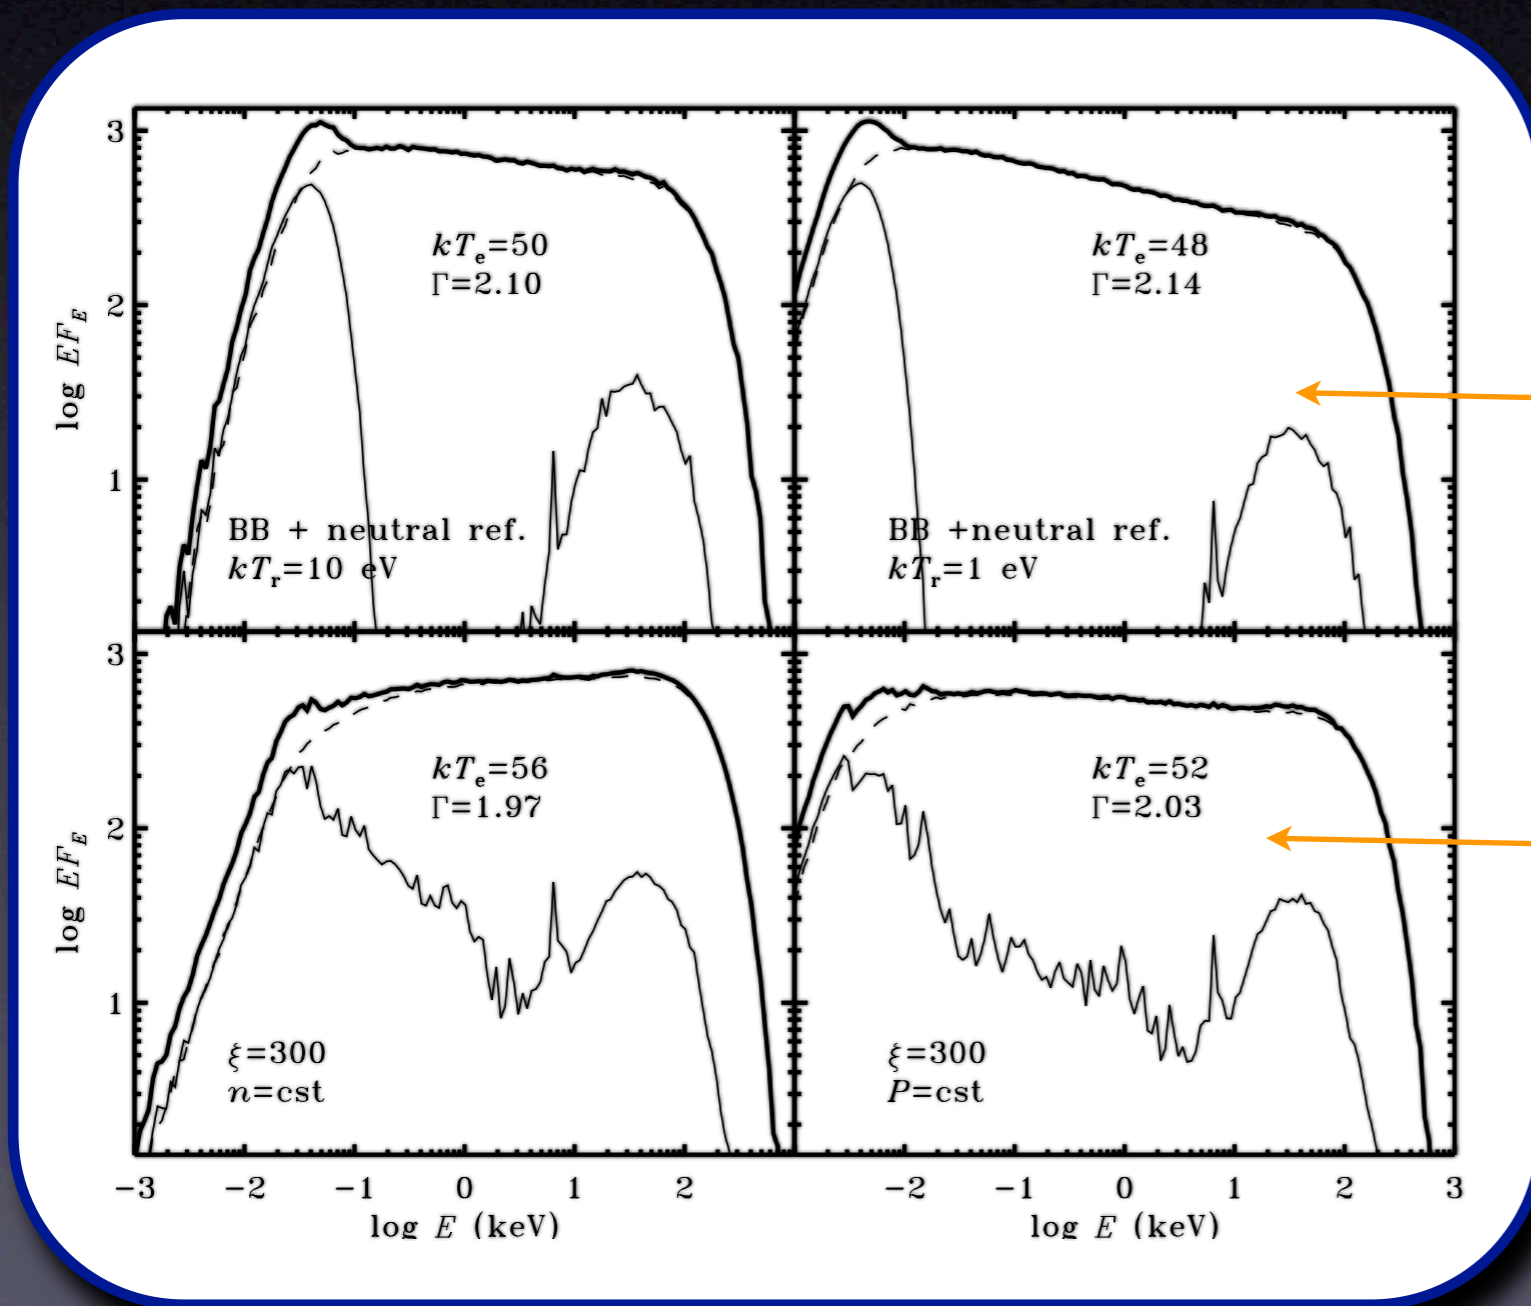 3
2
1
log EF_E
kT_e=50
Γ=2.10
BB + neutral ref.
kT_r=10 eV
kT_e=48
Γ=2.14
BB +neutral ref.
kT_r=1 eV
3
2
1
log EF_E
kT_e=56
Γ=1.97
ξ=300
n=cst
kT_e=52
Γ=2.03
ξ=300
P=cst
−3 −2 −1 0 1 2
−2 −1 0 1 2 3
log E (keV)
log E (keV)